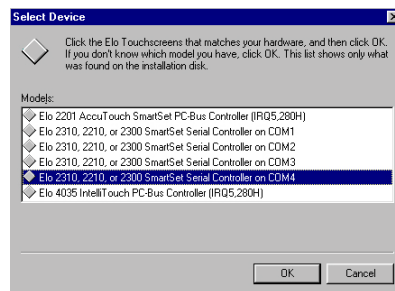 Select Device
Click the Elo Touchscreens that matches your hardware, and then click OK.
If you don't know which model you have, click OK. This list shows only what
was found on the installation disk.
Models:
Elo 2201 AccuTouch SmartSet PC-Bus Controller (IRQ5,280H)
Elo 2310, 2210, or 2300 SmartSet Serial Controller on COM1
Elo 2310, 2210, or 2300 SmartSet Serial Controller on COM2
Elo 2310, 2210, or 2300 SmartSet Serial Controller on COM3
Elo 2310, 2210, or 2300 SmartSet Serial Controller on COM4
Elo 4035 IntelliTouch PC-Bus Controller (IRQ5,280H)
OK Cancel